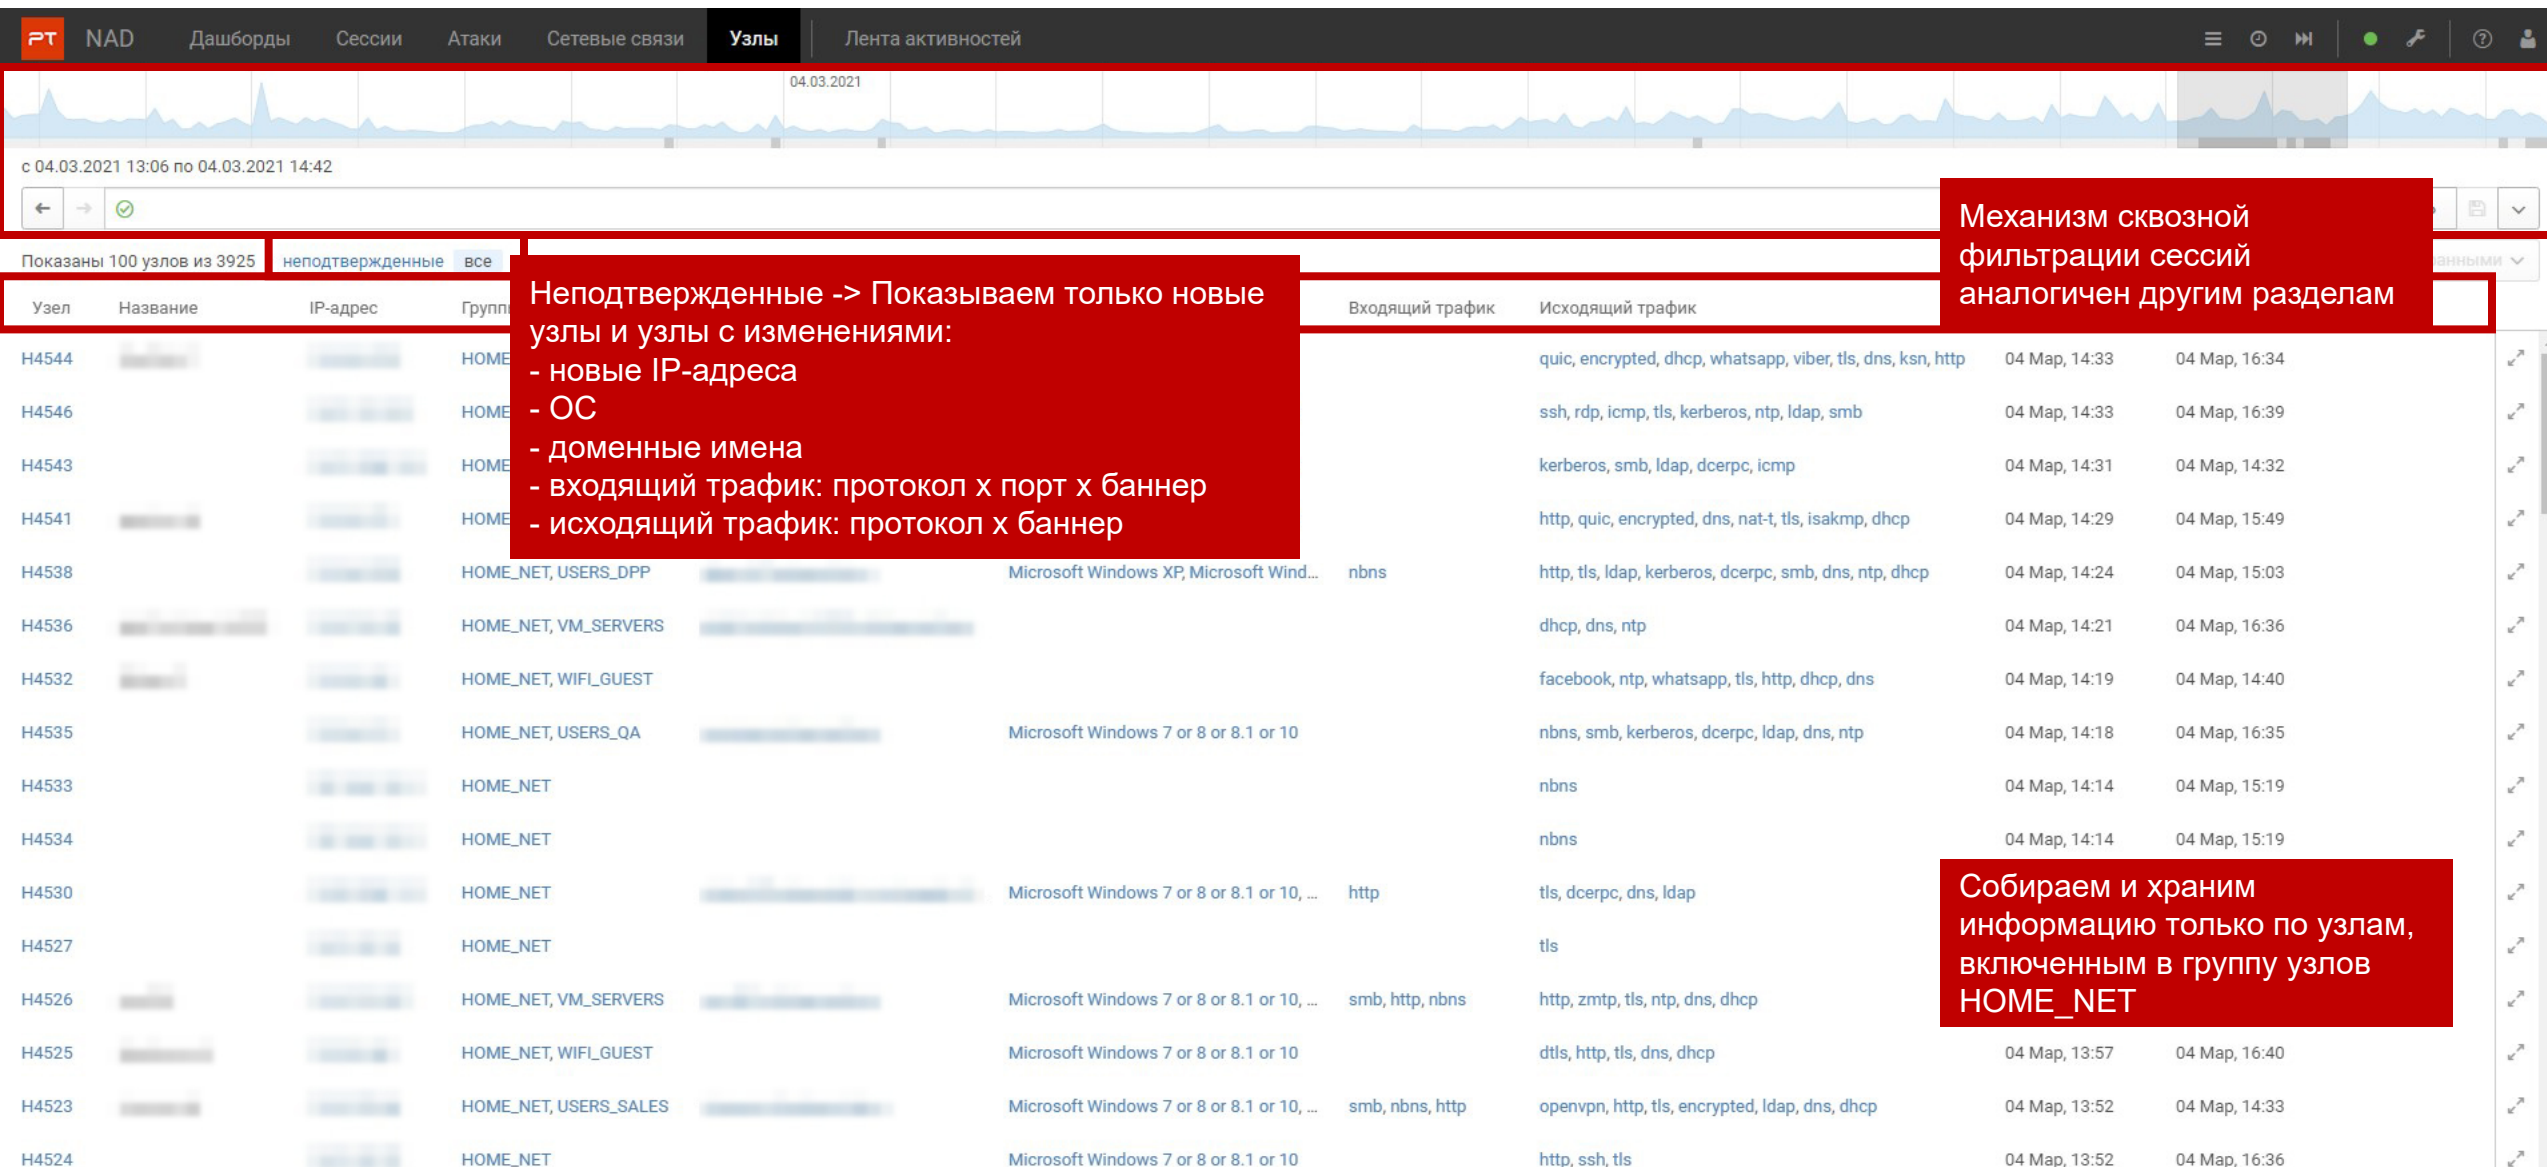 PT NAD Дашборды Сессии Атаки Сетевые связи Узлы Лента активностей
04.03.2021
с 04.03.2021 13:06 по 04.03.2021 14:42
Механизм сквозной
фильтрации сессий
аналогичен другим разделам
Показаны 100 узлов из 3925 неподтвержденные все
Неподтвержденные -> Показываем только новые
узлы и узлы с изменениями:
- новые IP-адреса
- ОС
- доменные имена
- входящий трафик: протокол x порт x баннер
- исходящий трафик: протокол x баннер
Узел Название IP-адрес Входящий трафик Исходящий трафик
H4544 HOME quic, encrypted, dhcp, whatsapp, viber, tls, dns, ksn, http 04 Мар, 14:33 04 Мар, 16:34
H4546 HOME ssh, rdp, icmp, tls, kerberos, ntp, ldap, smb 04 Мар, 14:33 04 Мар, 16:39
H4543 HOME kerberos, smb, ldap, dcerpc, icmp 04 Мар, 14:31 04 Мар, 14:32
H4541 HOME http, quic, encrypted, dns, nat-t, tls, isakmp, dhcp 04 Мар, 14:29 04 Мар, 15:49
H4538 HOME_NET, USERS_DPP Microsoft Windows XP, Microsoft Wind... nbns http, tls, ldap, kerberos, dcerpc, smb, dns, ntp, dhcp 04 Мар, 14:24 04 Мар, 15:03
H4536 HOME_NET, VM_SERVERS dhcp, dns, ntp 04 Мар, 14:21 04 Мар, 16:36
H4532 HOME_NET, WIFI_GUEST facebook, ntp, whatsapp, tls, http, dhcp, dns 04 Мар, 14:19 04 Мар, 14:40
H4535 HOME_NET, USERS_QA Microsoft Windows 7 or 8 or 8.1 or 10 nbns, smb, kerberos, dcerpc, ldap, dns, ntp 04 Мар, 14:18 04 Мар, 16:35
H4533 HOME_NET nbns 04 Мар, 14:14 04 Мар, 15:19
H4534 HOME_NET nbns 04 Мар, 14:14 04 Мар, 15:19
H4530 HOME_NET Microsoft Windows 7 or 8 or 8.1 or 10, ... http tls, dcerpc, dns, ldap
H4527 HOME_NET tls
H4526 HOME_NET, VM_SERVERS Microsoft Windows 7 or 8 or 8.1 or 10, ... smb, http, nbns http, zmtp, tls, ntp, dns, dhcp
Собираем и храним
информацию только по узлам,
включенным в группу узлов
HOME_NET
H4525 HOME_NET, WIFI_GUEST Microsoft Windows 7 or 8 or 8.1 or 10 dtls, http, tls, dns, dhcp 04 Мар, 13:57 04 Мар, 16:40
H4523 HOME_NET, USERS_SALES Microsoft Windows 7 or 8 or 8.1 or 10, ... smb, nbns, http openvpn, http, tls, encrypted, ldap, dns, dhcp 04 Мар, 13:52 04 Мар, 14:33
H4524 HOME_NET Microsoft Windows 7 or 8 or 8.1 or 10 http, ssh, tls 04 Мар, 13:52 04 Мар, 16:36